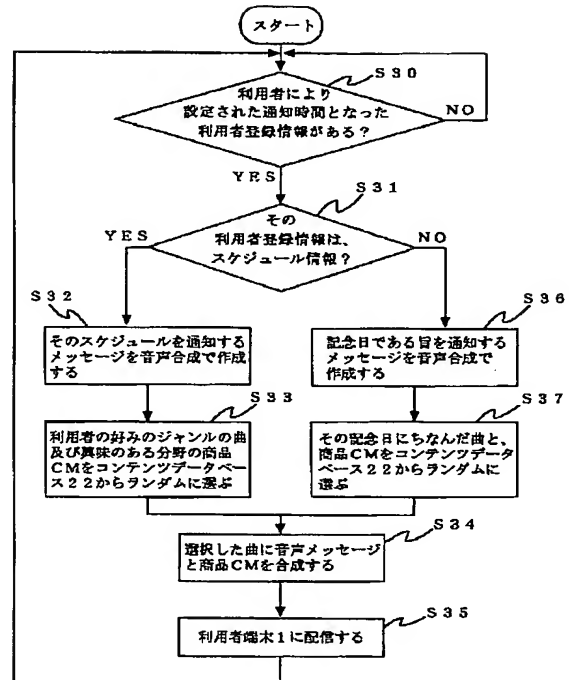 スタート
S30
利用者により
設定された通知時間となった
利用者登録情報がある?
NO
YES
S31
その
利用者登録情報は、
スケジュール情報?
YES
NO
S32
そのスケジュールを通知する
メッセージを音声合成で作成
する
S36
記念日である旨を通知する
メッセージを音声合成で
作成する
S33
利用者の好みのジャンルの曲
及び興味のある分野の商品
CMをコンテンツデータベ
ース22からランダムに選ぶ
S37
その記念日にちなんだ曲と、
商品CMをコンテンツデータ
ベース22からランダムに
選ぶ
S34
選択した曲に音声メッセージ
と商品CMを合成する
S35
利用者端末1に配信する